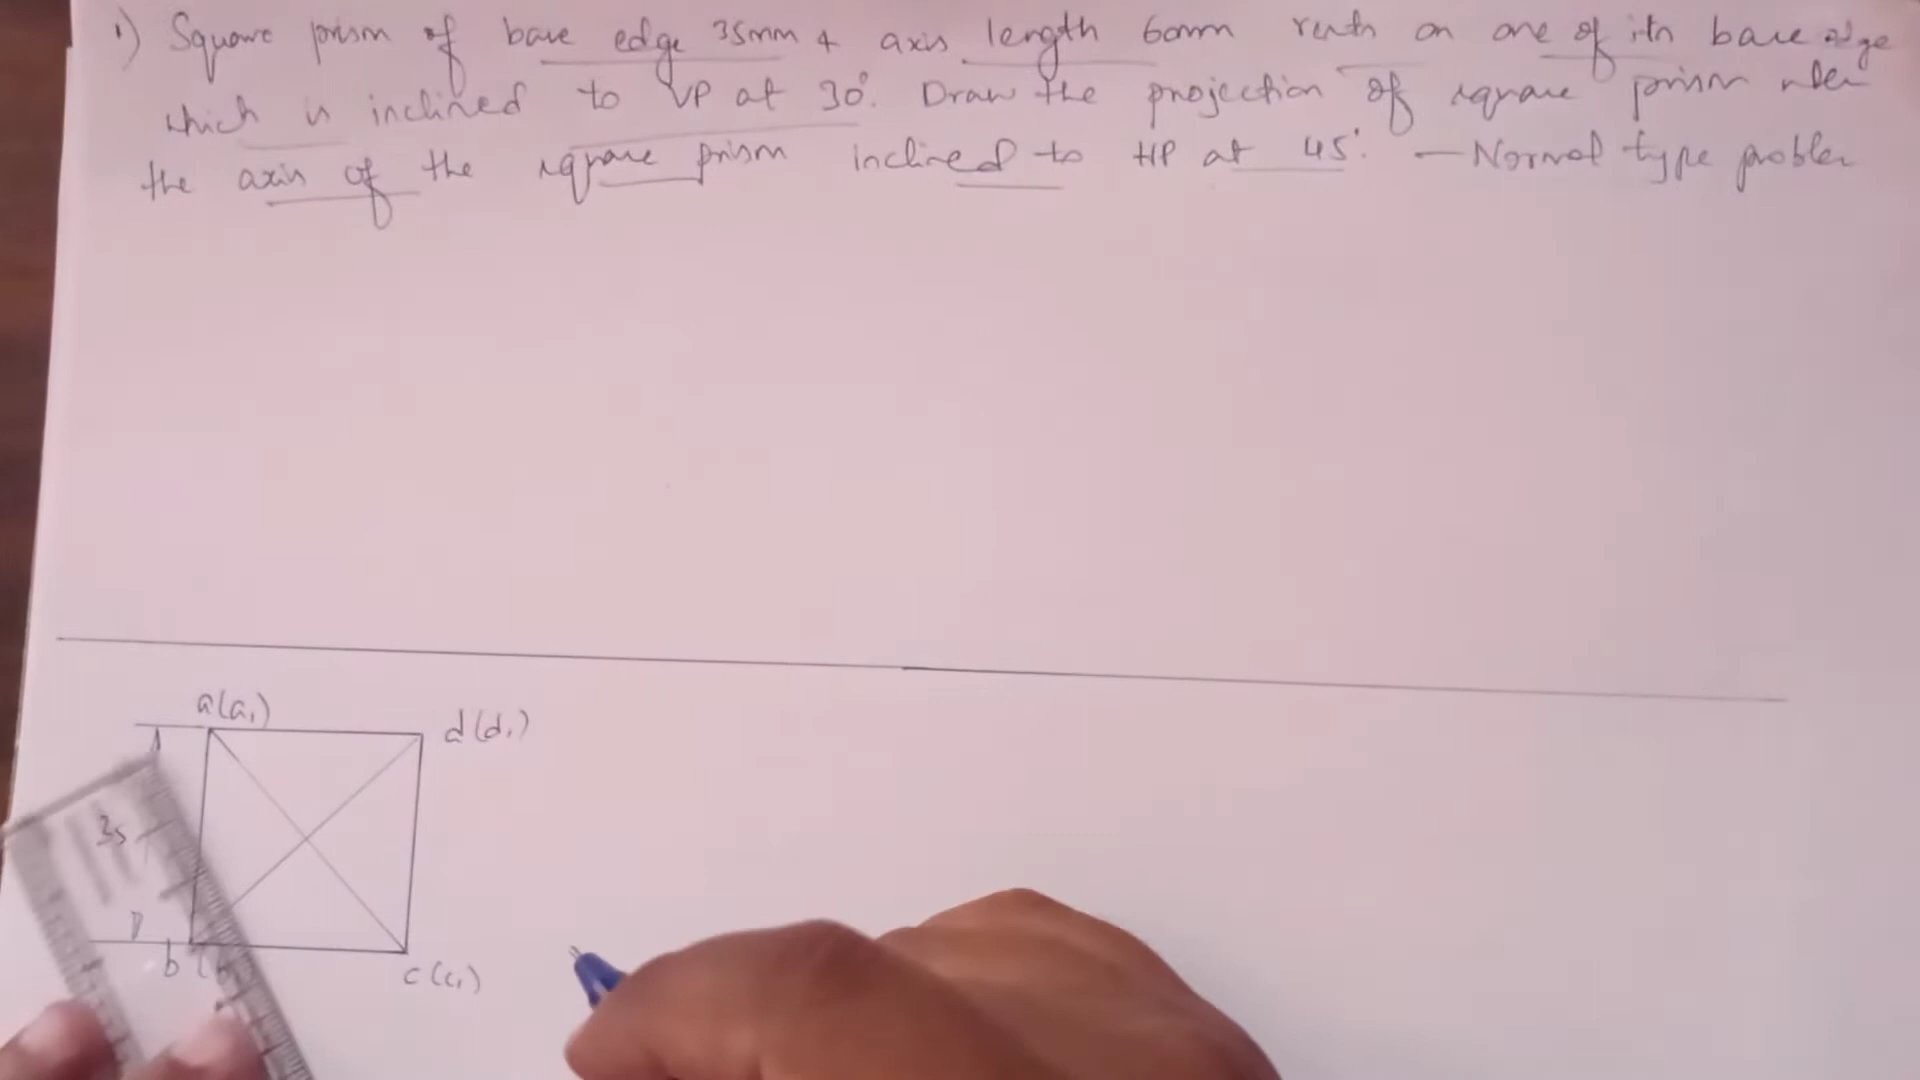 1) Square prism of base edge 35mm & axis length 60mm rests on one of its base edge
which is inclined to VP at 30°. Draw the projection of square prism when
the axis of the square prism inclined to HP at 45°. — Normal type problem
a(a₁)
d(d₁)
35
b(b
c(c₁)